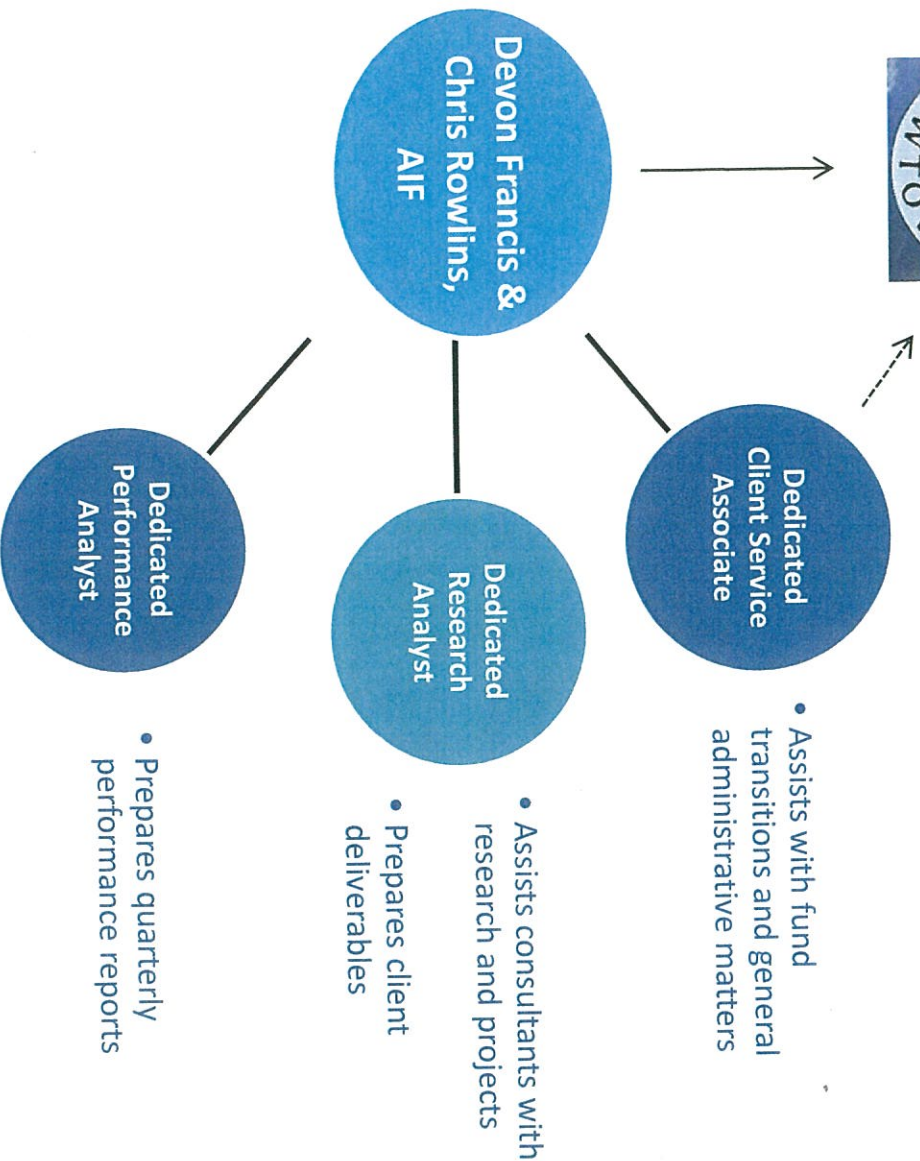 Dedicated
Client Service
Associate
• Assists with fund
transitions and general
administrative matters
Devon Francis &
Chris Rowlins,
AIF
Dedicated
Research
Analyst
• Assists consultants with
research and projects
• Prepares client
deliverables
Dedicated
Performance
Analyst
• Prepares quarterly
performance reports